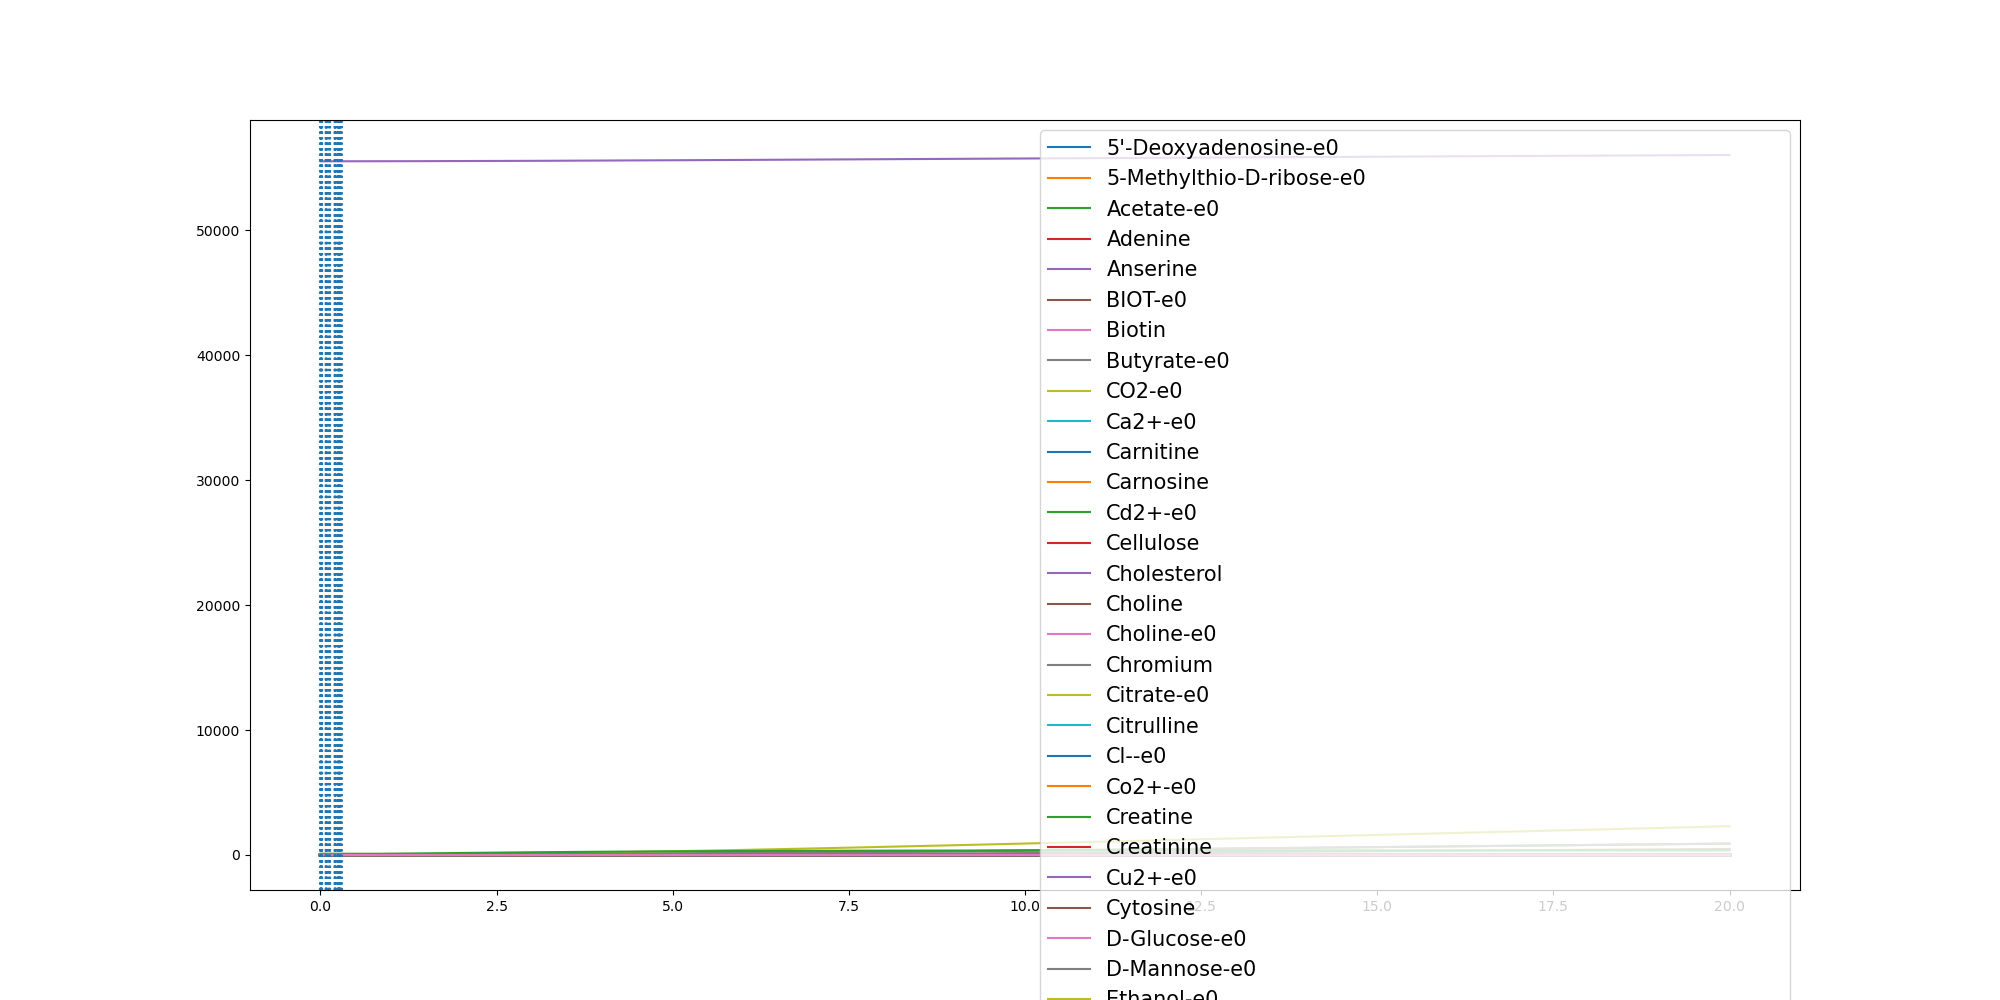 50000
40000
30000
20000
10000
0
0.0 2.5 5.0 7.5 10.0 12.5 15.0 17.5 20.0
5'-Deoxyadenosine-e0
5-Methylthio-D-ribose-e0
Acetate-e0
Adenine
Anserine
BIOT-e0
Biotin
Butyrate-e0
CO2-e0
Ca2+-e0
Carnitine
Carnosine
Cd2+-e0
Cellulose
Cholesterol
Choline
Choline-e0
Chromium
Citrate-e0
Citrulline
Cl--e0
Co2+-e0
Creatine
Creatinine
Cu2+-e0
Cytosine
D-Glucose-e0
D-Mannose-e0
Ethanol-e0